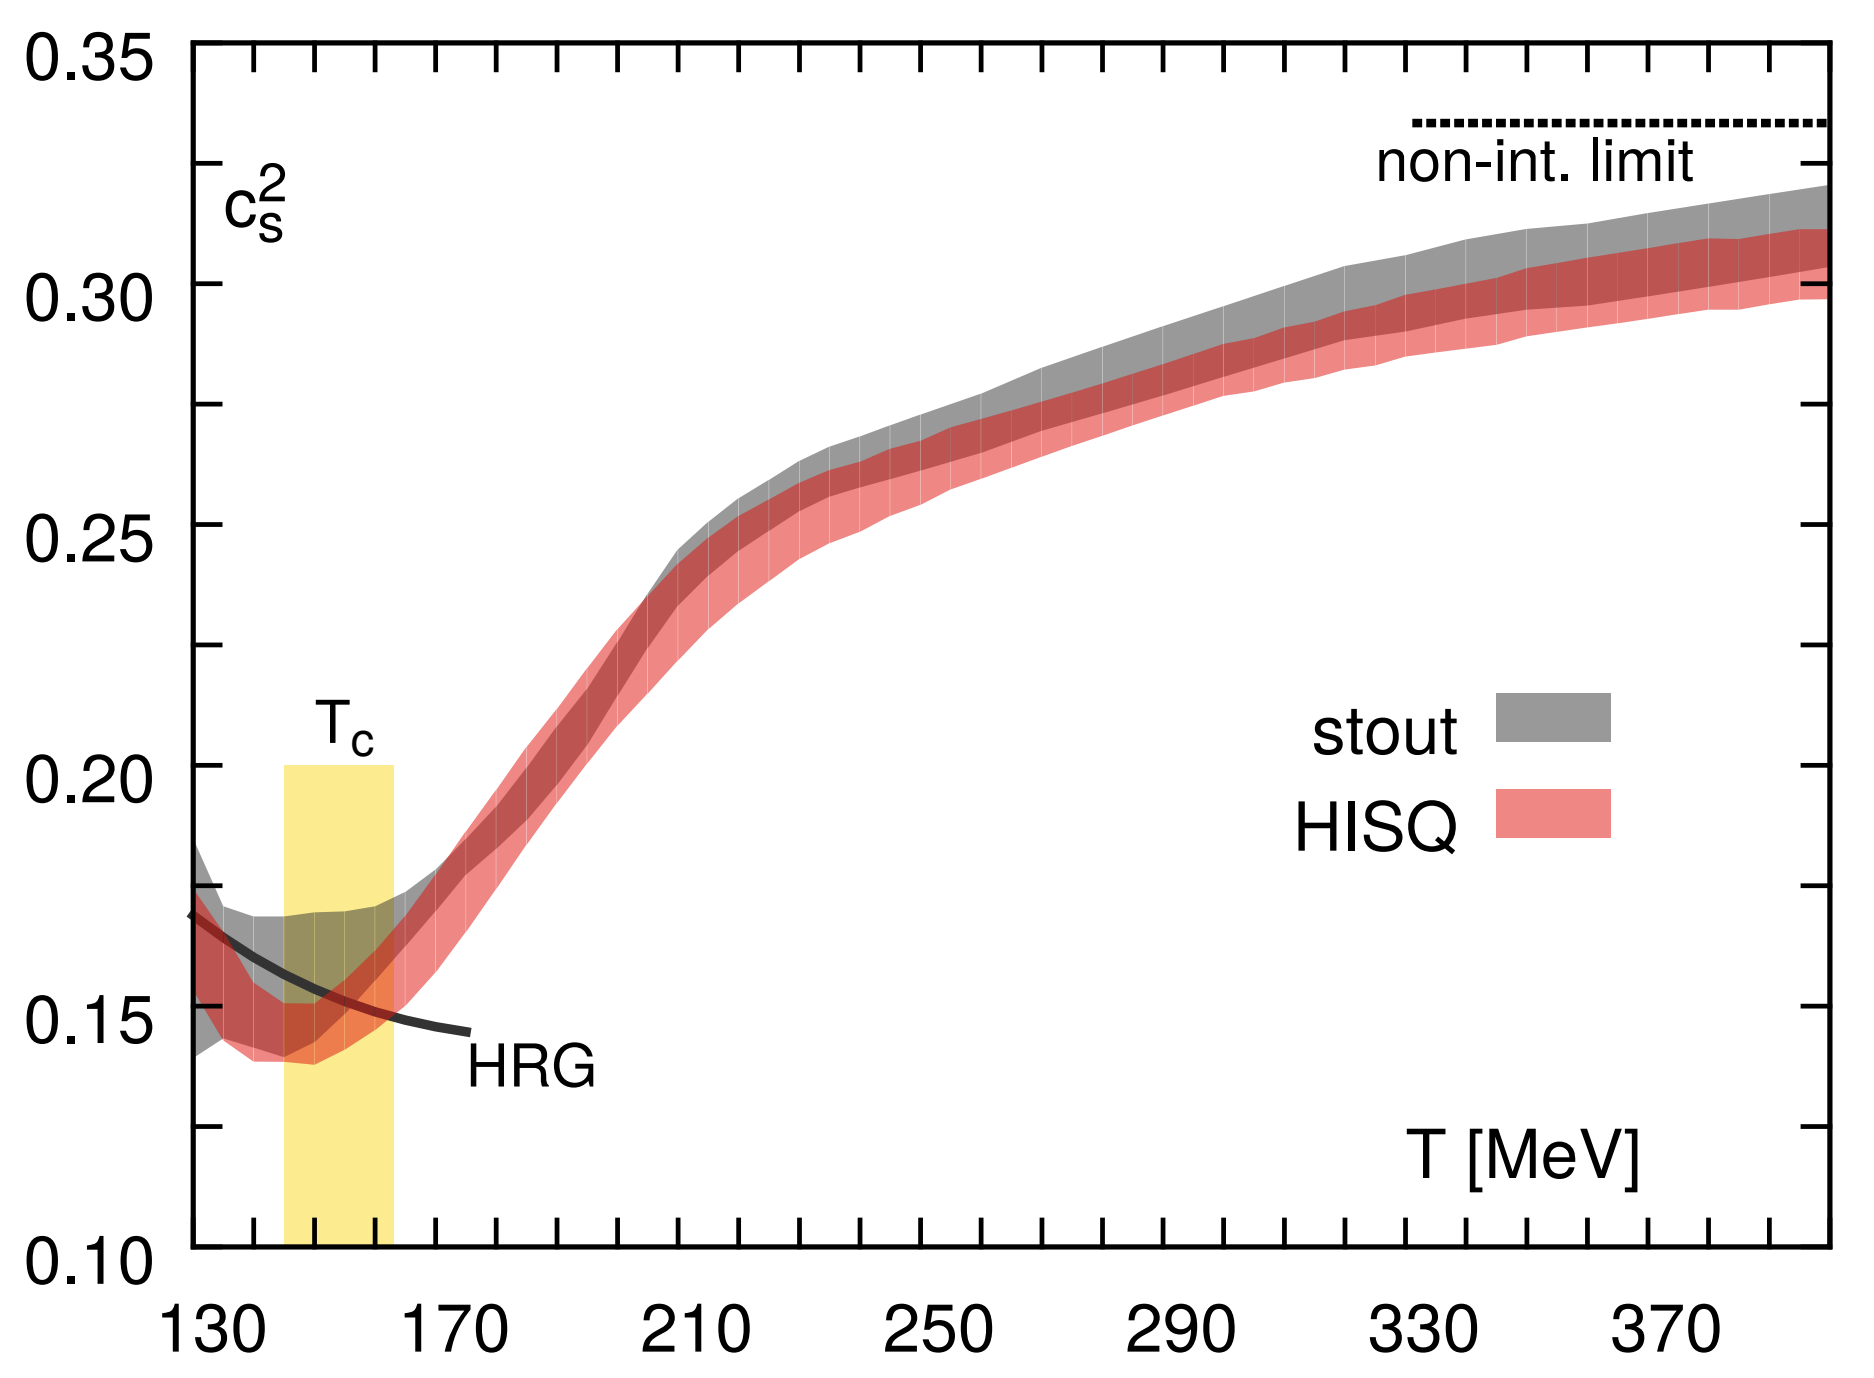 0.35
non-int. limit
c_s^2
0.30
0.25
T_c
stout
0.20
HISQ
0.15
HRG
T [MeV]
0.10
130 170 210 250 290 330 370